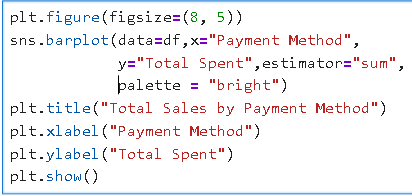 plt.figure(figsize=(8, 5))
sns.barplot(data=df,x="Payment Method",
            y="Total Spent",estimator="sum",
            palette = "bright")
plt.title("Total Sales by Payment Method")
plt.xlabel("Payment Method")
plt.ylabel("Total Spent")
plt.show()